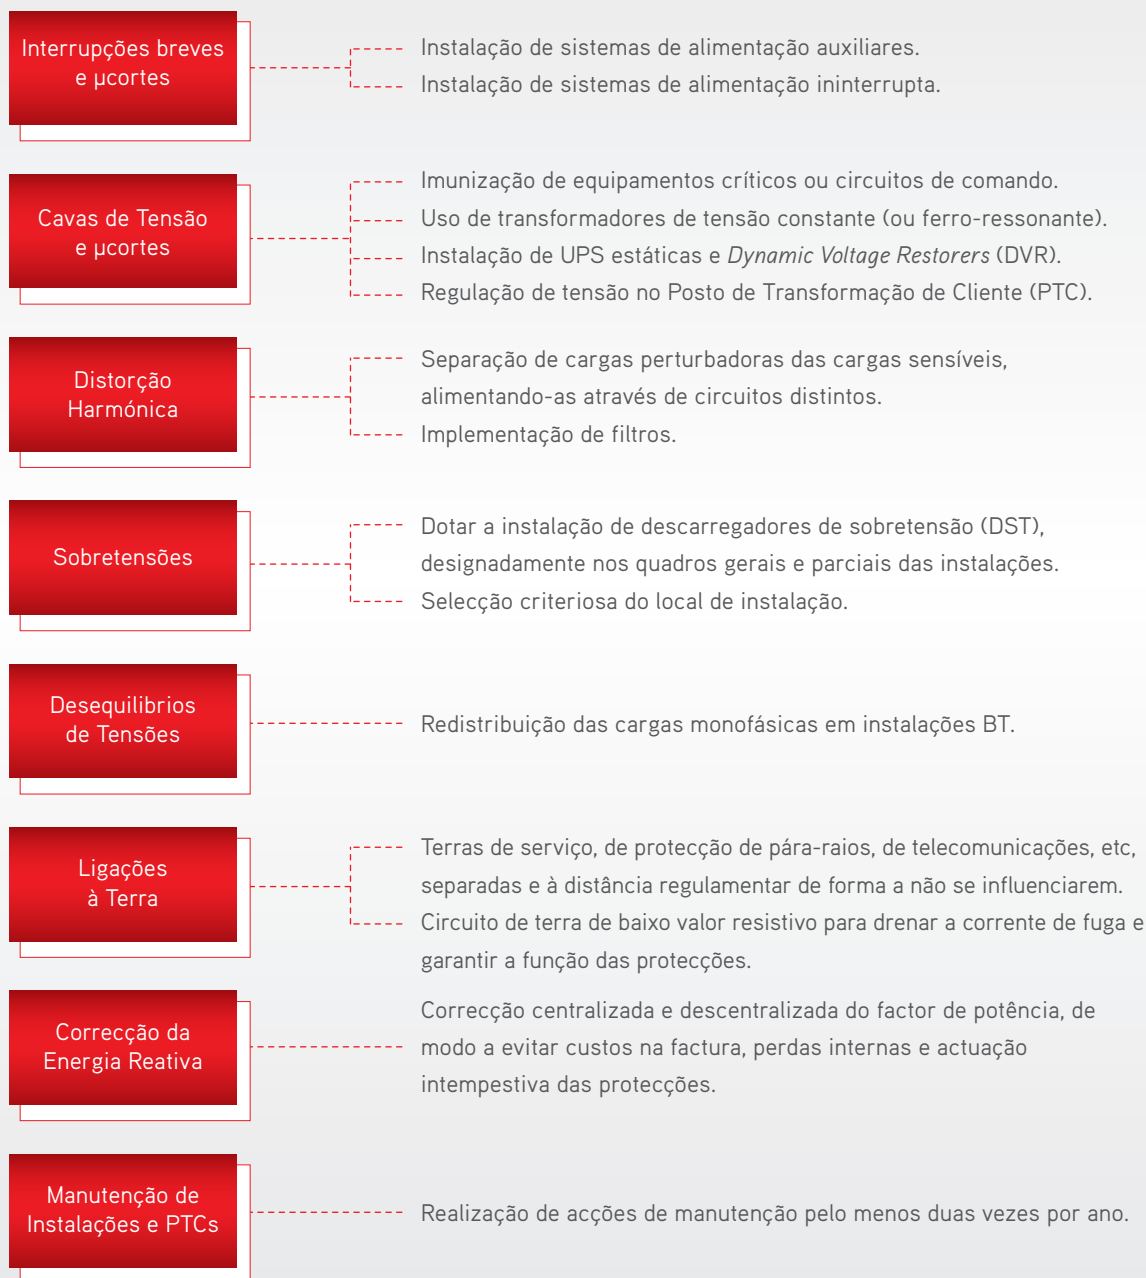 Interrupções breves
e µcortes
Instalação de sistemas de alimentação auxiliares.
Instalação de sistemas de alimentação ininterrupta.
Cavas de Tensão
e µcortes
Imunização de equipamentos críticos ou circuitos de comando.
Uso de transformadores de tensão constante (ou ferro-ressonante).
Instalação de UPS estáticas e Dynamic Voltage Restorers (DVR).
Regulação de tensão no Posto de Transformação de Cliente (PTC).
Distorção
Harmónica
Separação de cargas perturbadoras das cargas sensíveis,
alimentando-as através de circuitos distintos.
Implementação de filtros.
Sobretensões
Dotar a instalação de descarregadores de sobretensão (DST),
designadamente nos quadros gerais e parciais das instalações.
Selecção criteriosa do local de instalação.
Desequilibrios
de Tensões
Redistribuição das cargas monofásicas em instalações BT.
Ligações
à Terra
Terras de serviço, de protecção de pára-raios, de telecomunicações, etc,
separadas e à distância regulamentar de forma a não se influenciarem.
Circuito de terra de baixo valor resistivo para drenar a corrente de fuga e
garantir a função das protecções.
Correcção da
Energia Reativa
Correcção centralizada e descentralizada do factor de potência, de
modo a evitar custos na factura, perdas internas e actuação
intempestiva das protecções.
Manutenção de
Instalações e PTCs
Realização de acções de manutenção pelo menos duas vezes por ano.